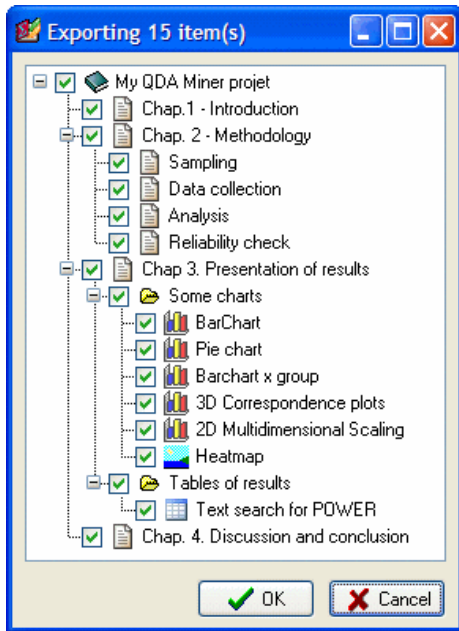 Exporting 15 item(s)
My QDA Miner projet
Chap.1 - Introduction
Chap. 2 - Methodology
Sampling
Data collection
Analysis
Reliability check
Chap 3. Presentation of results
Some charts
BarChart
Pie chart
Barchart x group
3D Correspondence plots
2D Multidimensional Scaling
Heatmap
Tables of results
Text search for POWER
Chap. 4. Discussion and conclusion
OK
Cancel